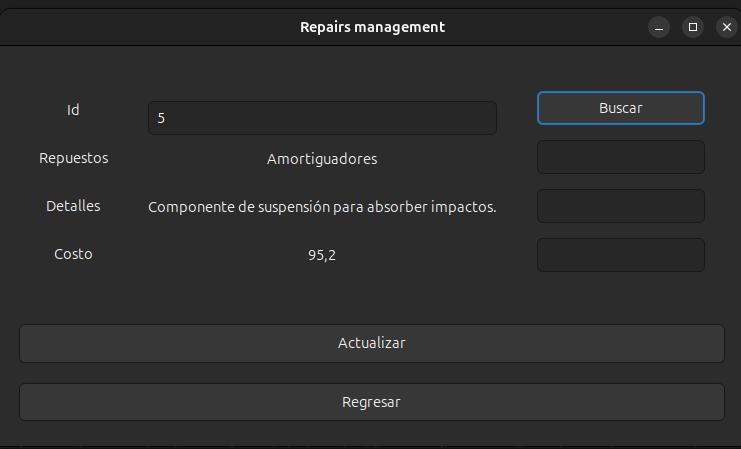 Repairs management
Id
5
Buscar
Repuestos
Amortiguadores
Detalles
Componente de suspensión para absorber impactos.
Costo
95,2
Actualizar
Regresar